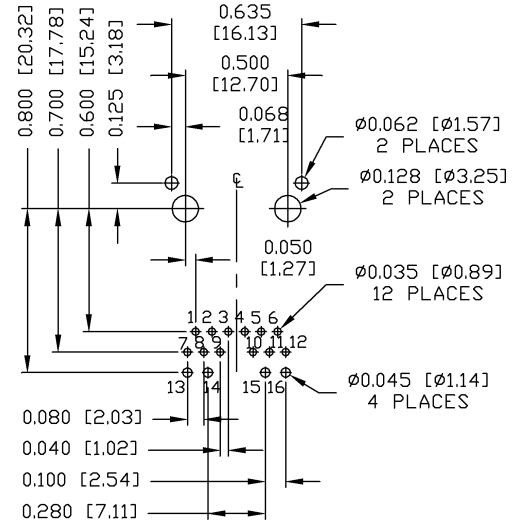 0.635
[16.13]
0.500
[12.70]
0.068
[1.71]
0.800 [20.32]
0.700 [17.78]
0.600 [15.24]
0.125 [3.18]
Ø0.062 [Ø1.57]
2 PLACES
℄
Ø0.128 [Ø3.25]
2 PLACES
0.050
[1.27]
Ø0.035 [Ø0.89]
12 PLACES
1 2 3 4 5 6
7 8 9 10 11 12
13 14 15 16
Ø0.045 [Ø1.14]
4 PLACES
0.080 [2.03]
0.040 [1.02]
0.100 [2.54]
0.280 [7.11]